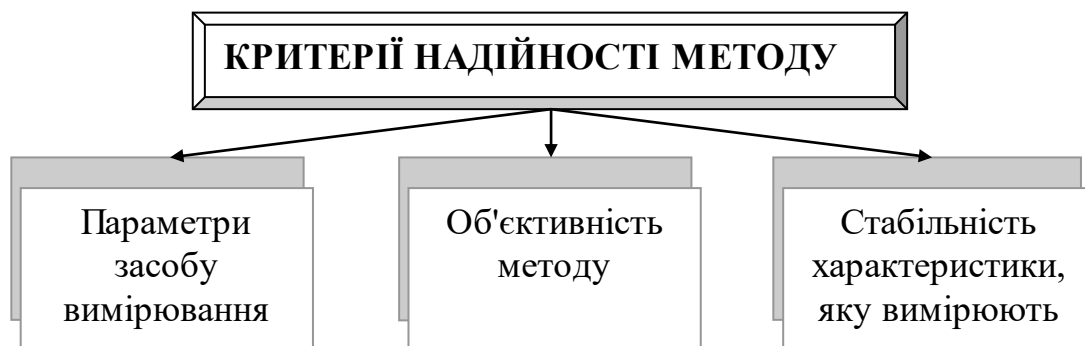 КРИТЕРІЇ НАДІЙНОСТІ МЕТОДУ
Параметри
засобу
вимірювання
Об'єктивність
методу
Стабільність
характеристики,
яку вимірюють